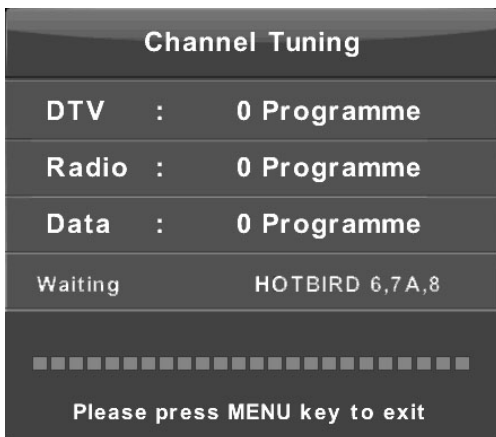 Channel Tuning
DTV : 0 Programme
Radio : 0 Programme
Data : 0 Programme
Waiting HOTBIRD 6,7A,8
Please press MENU key to exit